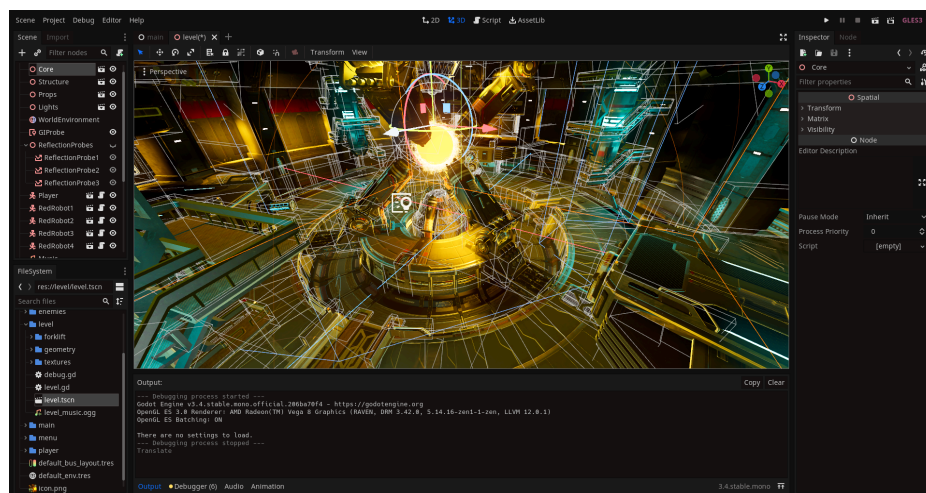 Scene Project Debug Editor Help
2D 3D Script AssetLib
GLES3
Scene Import
main level(*)
Inspector Node
Filter nodes
Transform View
Core
Structure
Props
Lights
WorldEnvironment
GIProbe
ReflectionProbes
ReflectionProbe1
ReflectionProbe2
ReflectionProbe3
Player
RedRobot1
RedRobot2
RedRobot3
RedRobot4
Perspective
Y
X
Z
Core
Filter properties
Spatial
Transform
Matrix
Visibility
Node
Editor Description
Pause Mode Inherit
Process Priority 0
Script [empty]
FileSystem
res://level/level.tscn
Search files
enemies
level
forklift
geometry
textures
debug.gd
level.gd
level.tscn
level_music.ogg
main
menu
player
default_bus_layout.tres
default_env.tres
icon.png
Output:
Copy Clear
--- Debugging process started ---
Godot Engine v3.4.stable.mono.official.206ba70f4 - https://godotengine.org
OpenGL ES 3.0 Renderer: AMD Radeon(TM) Vega 8 Graphics (RAVEN, DRM 3.42.0, 5.14.16-zen1-1-zen, LLVM 12.0.1)
OpenGL ES Batching: ON
There are no settings to load.
--- Debugging process stopped ---
Translate
Output Debugger (6) Audio Animation
3.4.stable.mono